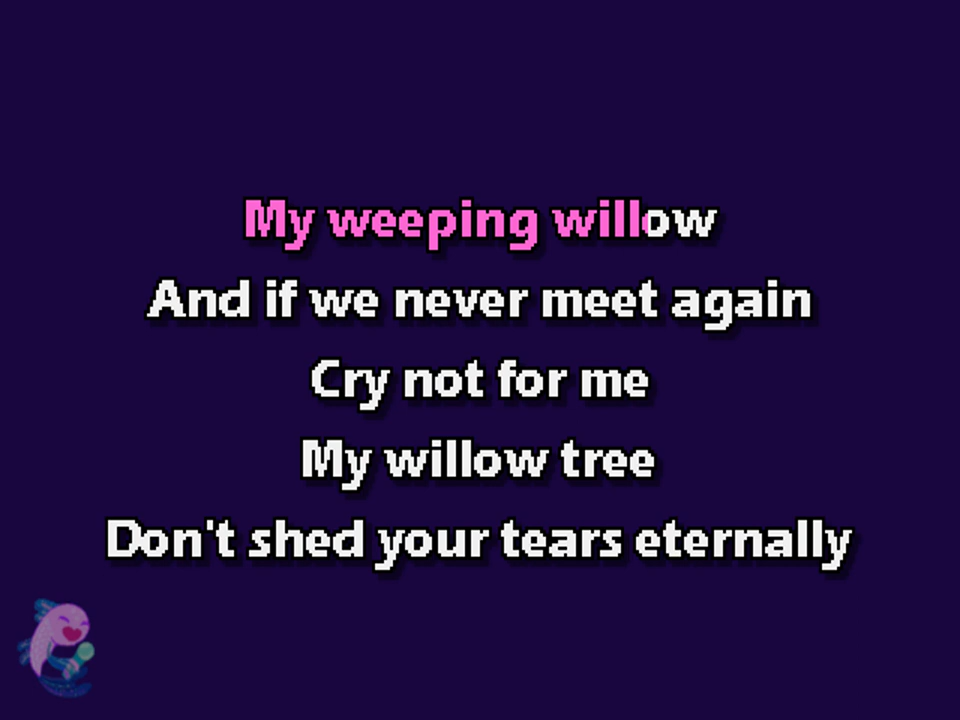 My weeping willow
And if we never meet again
Cry not for me
My willow tree
Don't shed your tears eternally